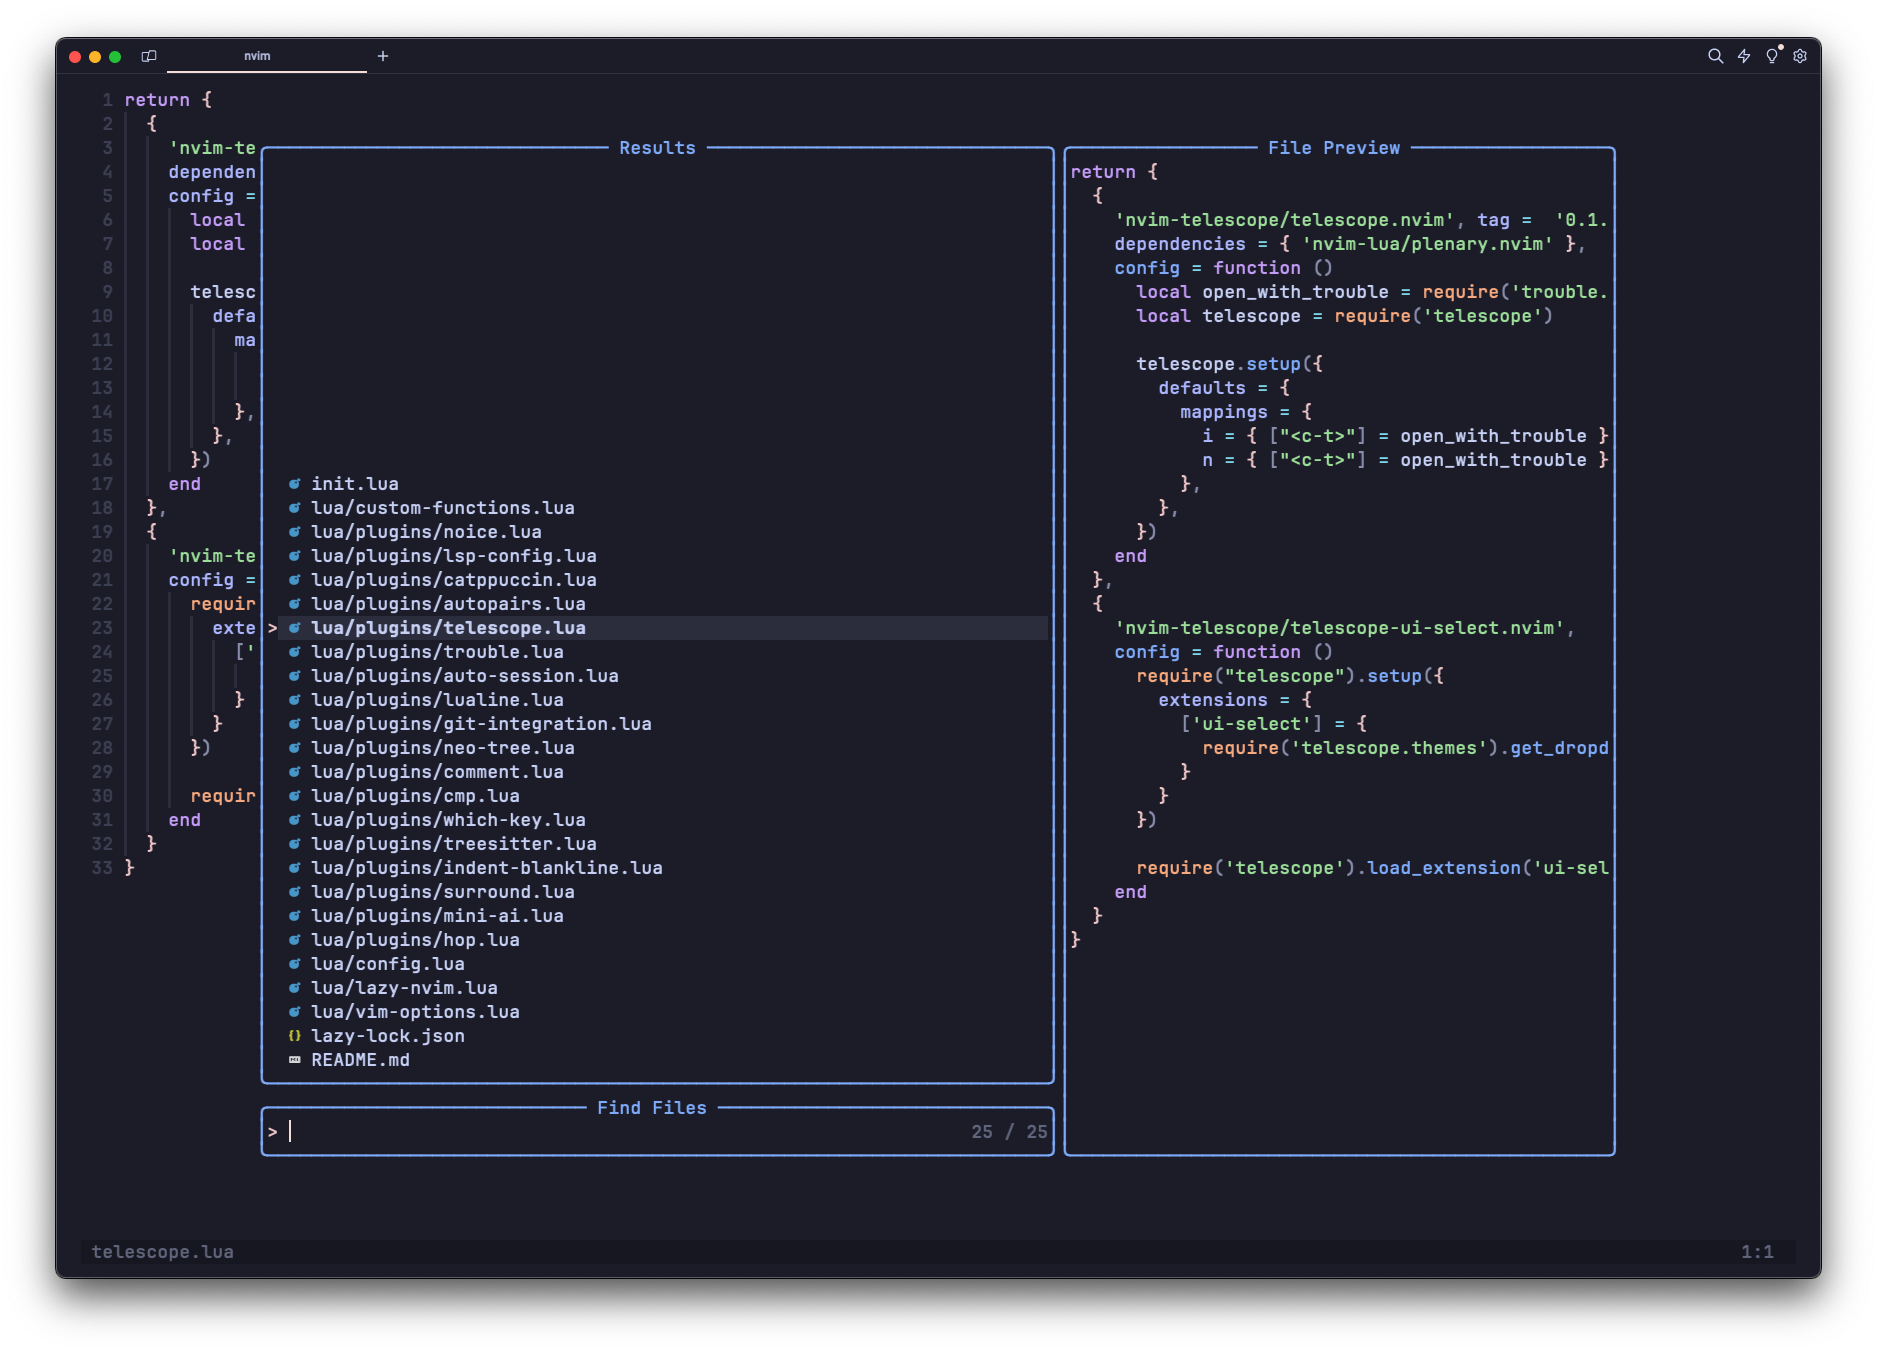 nvim
1 return {
2 {
3 'nvim-te
4 dependen
5 config =
6 local
7 local
8
9 telesc
10 defa
11 ma
12
13
14 },
15 },
16 })
17 end
18 },
19 {
20 'nvim-te
21 config =
22 requir
23 exte
24 ['
25
26 }
27 }
28 })
29
30 requir
31 end
32 }
33 }
Results
init.lua
lua/custom-functions.lua
lua/plugins/noice.lua
lua/plugins/lsp-config.lua
lua/plugins/catppuccin.lua
lua/plugins/autopairs.lua
> lua/plugins/telescope.lua
lua/plugins/trouble.lua
lua/plugins/auto-session.lua
lua/plugins/lualine.lua
lua/plugins/git-integration.lua
lua/plugins/neo-tree.lua
lua/plugins/comment.lua
lua/plugins/cmp.lua
lua/plugins/which-key.lua
lua/plugins/treesitter.lua
lua/plugins/indent-blankline.lua
lua/plugins/surround.lua
lua/plugins/mini-ai.lua
lua/plugins/hop.lua
lua/config.lua
lua/lazy-nvim.lua
lua/vim-options.lua
{} lazy-lock.json
README.md
Find Files
> 25 / 25
File Preview
return {
{
'nvim-telescope/telescope.nvim', tag = '0.1.
dependencies = { 'nvim-lua/plenary.nvim' },
config = function ()
local open_with_trouble = require('trouble.
local telescope = require('telescope')
telescope.setup({
defaults = {
mappings = {
i = { ["<c-t>"] = open_with_trouble }
n = { ["<c-t>"] = open_with_trouble }
},
},
})
end
},
{
'nvim-telescope/telescope-ui-select.nvim',
config = function ()
require("telescope").setup({
extensions = {
['ui-select'] = {
require('telescope.themes').get_dropd
}
}
})
require('telescope').load_extension('ui-sel
end
}
}
telescope.lua 1:1